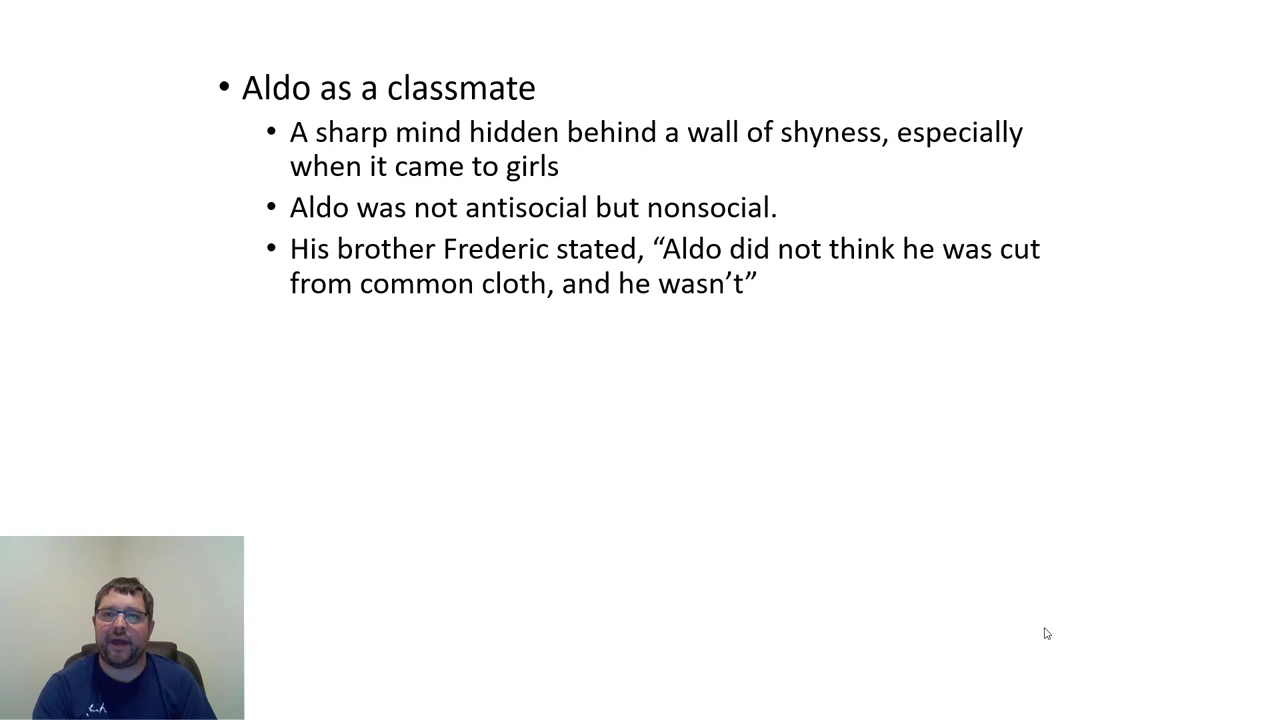 • Aldo as a classmate
• A sharp mind hidden behind a wall of shyness, especially
when it came to girls
• Aldo was not antisocial but nonsocial.
• His brother Frederic stated, “Aldo did not think he was cut
from common cloth, and he wasn’t”